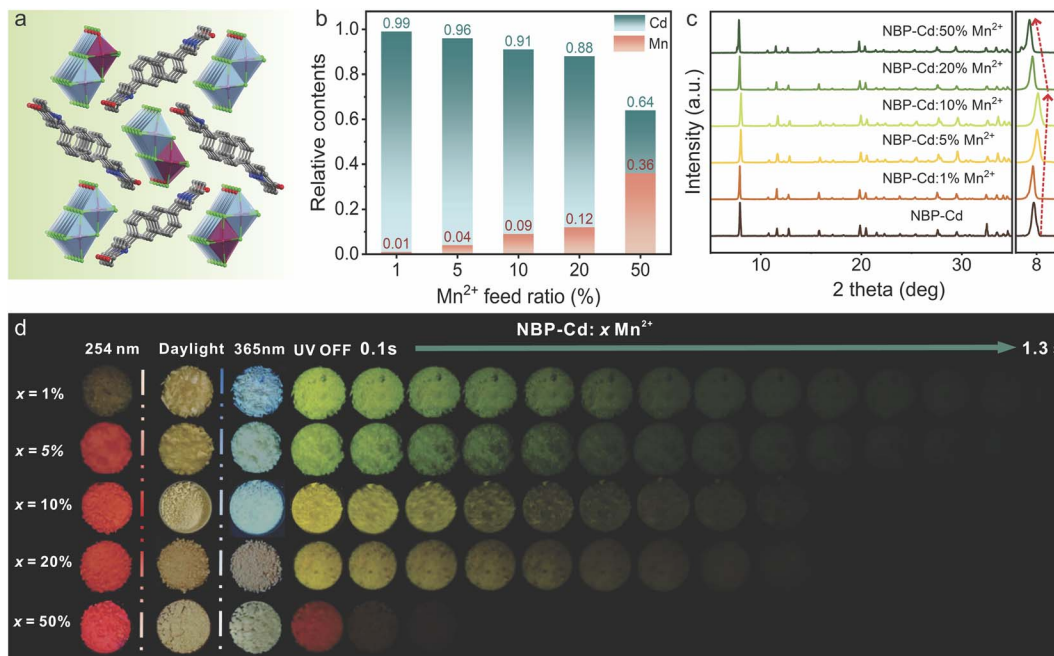 a
b
Cd
Mn
0.99
0.96
0.91
0.88
0.64
0.36
0.01
0.04
0.09
0.12
1.0
0.8
0.6
0.4
0.2
0.0
Relative contents
1 5 10 20 50
Mn²⁺ feed ratio (%)
c
NBP-Cd:50% Mn²⁺
NBP-Cd:20% Mn²⁺
NBP-Cd:10% Mn²⁺
NBP-Cd:5% Mn²⁺
NBP-Cd:1% Mn²⁺
NBP-Cd
Intensity (a.u.)
10 20 30 8
2 theta (deg)
d
NBP-Cd: x Mn²⁺
254 nm Daylight 365nm UV OFF 0.1s 1.3
x = 1%
x = 5%
x = 10%
x = 20%
x = 50%